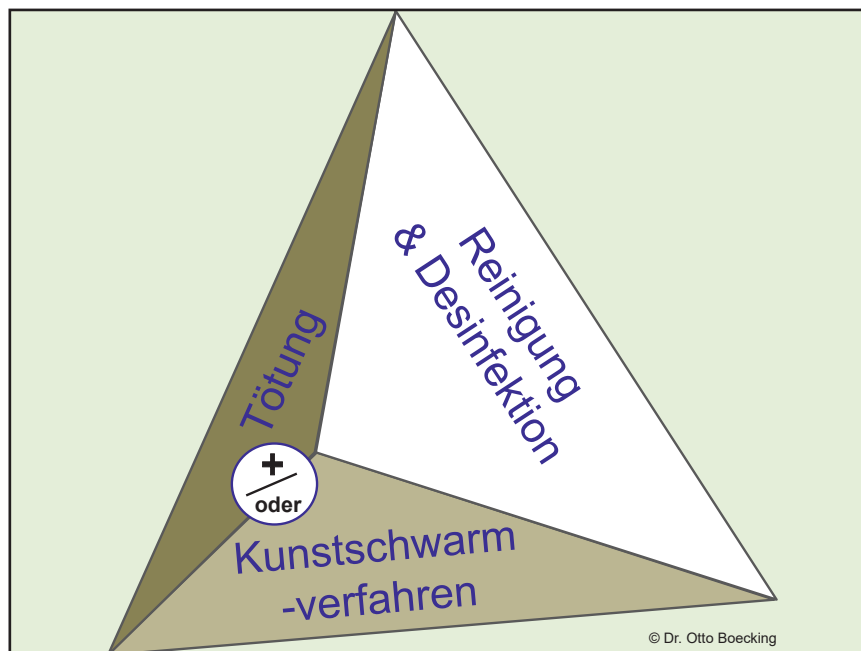 Tötung
+
oder
Reinigung
& Desinfektion
Kunstschwarm
-verfahren
© Dr. Otto Boecking